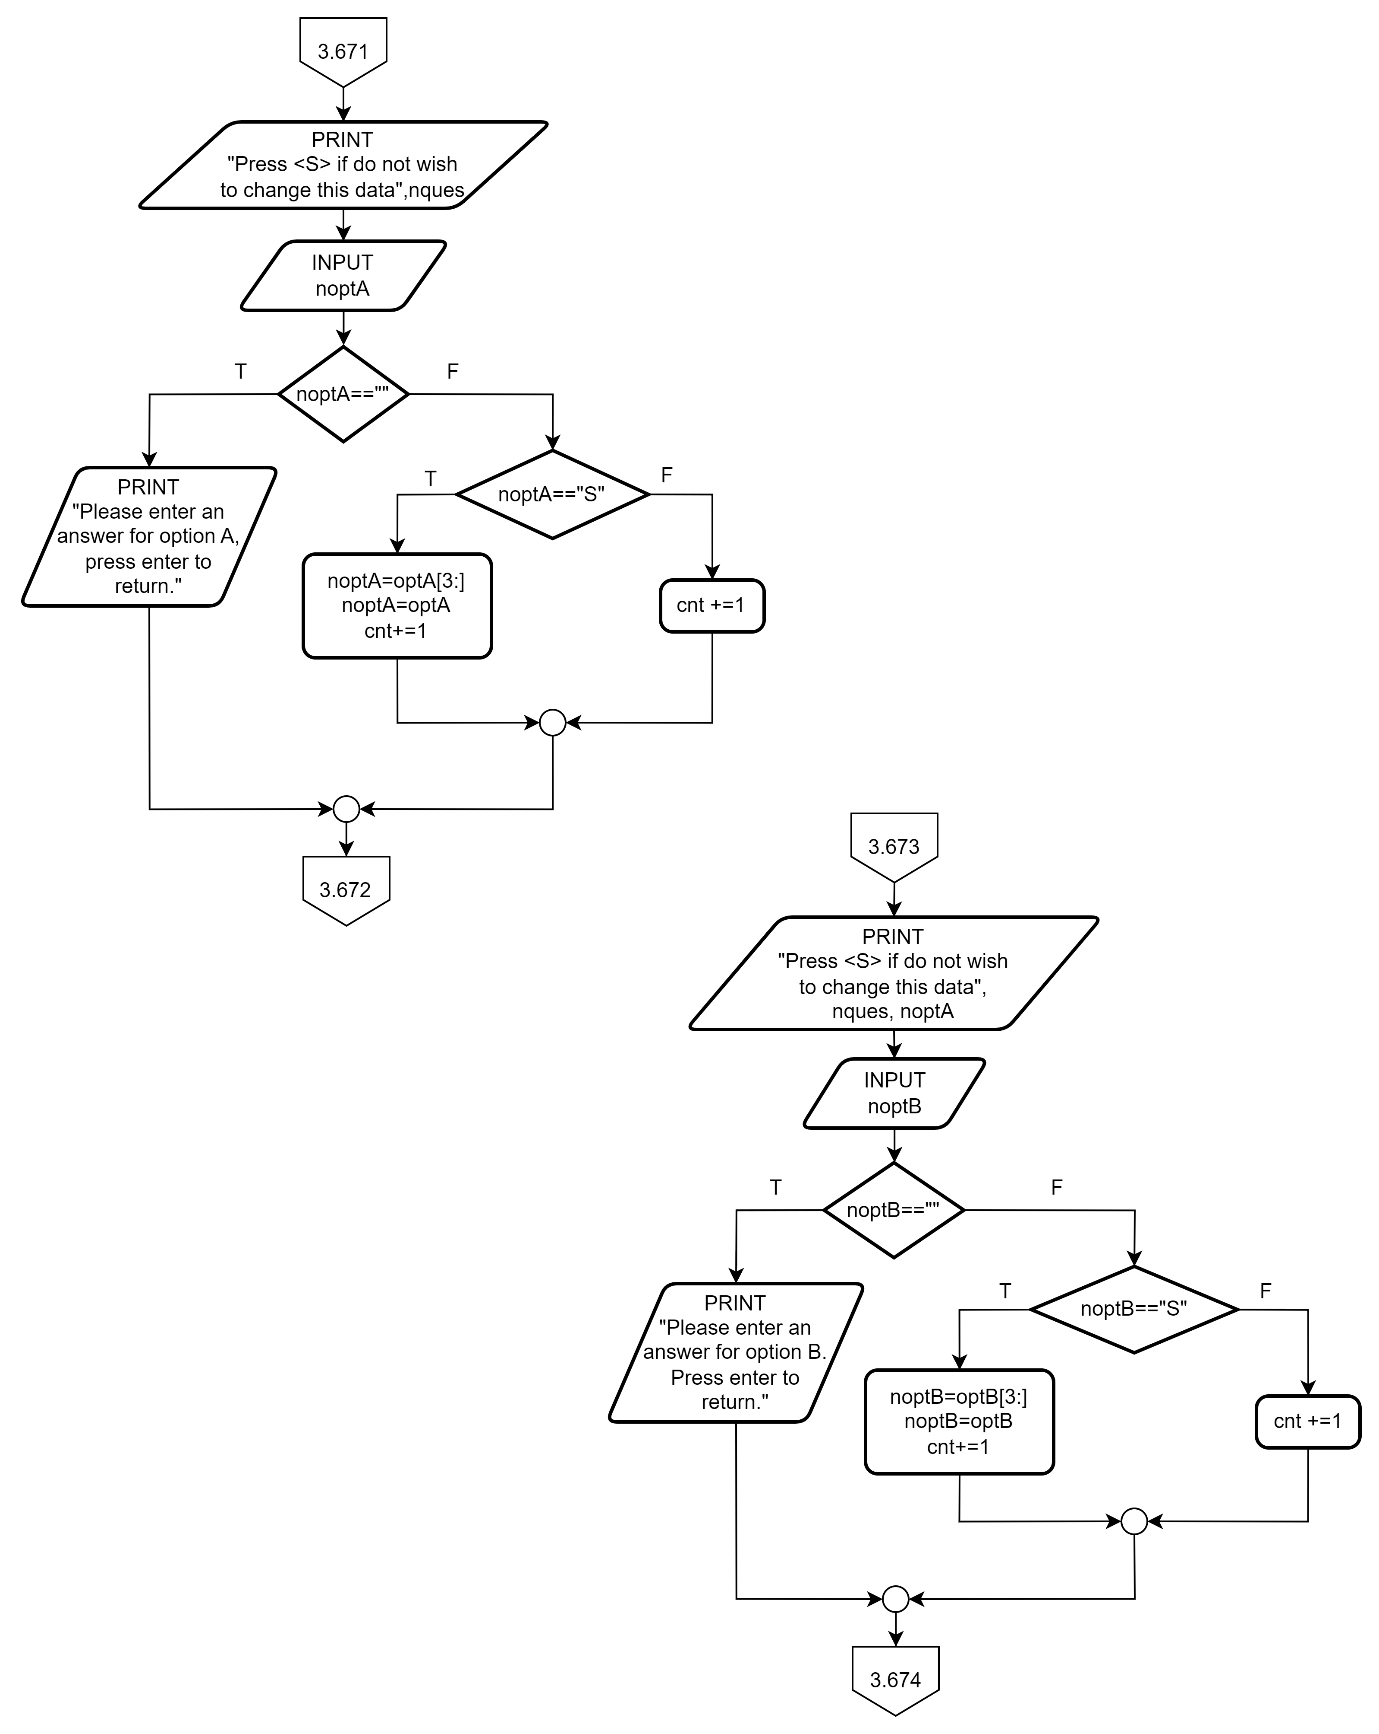 3.671
PRINT
"Press <S> if do not wish
to change this data",nques
INPUT
noptA
T
F
noptA==""
T
F
noptA=="S"
PRINT
"Please enter an
answer for option A,
press enter to
return."
noptA=optA[3:]
noptA=optA
cnt+=1
cnt +=1
3.672
3.673
PRINT
"Press <S> if do not wish
to change this data",
nques, noptA
INPUT
noptB
T
F
noptB==""
T
F
noptB=="S"
PRINT
"Please enter an
answer for option B.
Press enter to
return."
noptB=optB[3:]
noptB=optB
cnt+=1
cnt +=1
3.674